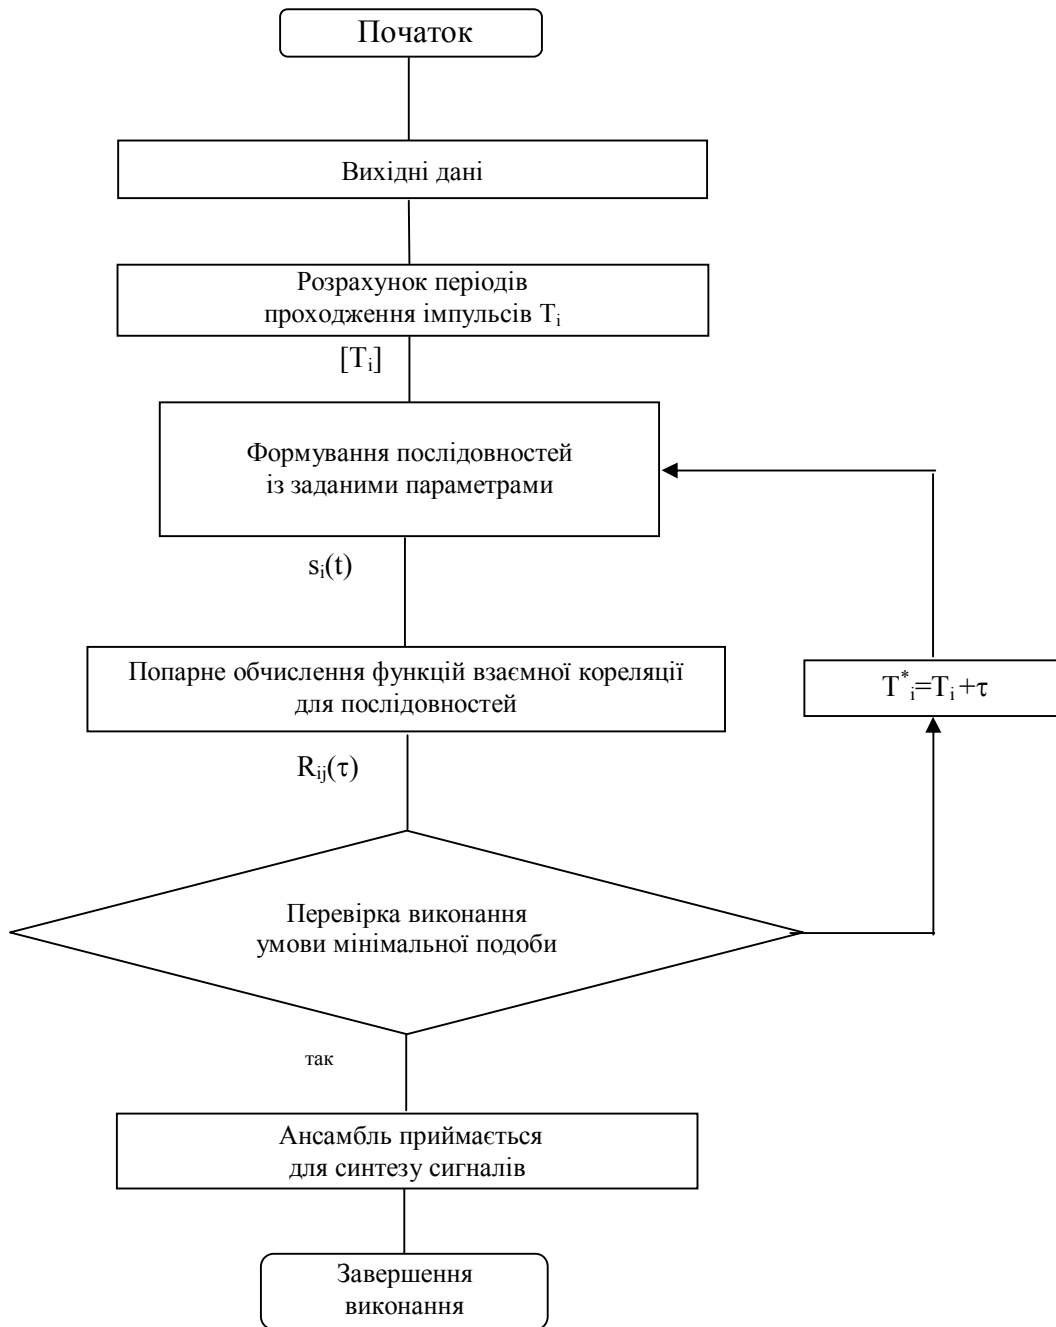 Початок
Вихідні дані
Розрахунок періодів
проходження імпульсів Tᵢ
[Tᵢ]
Формування послідовностей
із заданими параметрами
sᵢ(t)
Попарне обчислення функцій взаємної кореляції
для послідовностей
T*ᵢ=Tᵢ+τ
Rᵢⱼ(τ)
Перевірка виконання
умови мінімальної подоби
так
Ансамбль приймається
для синтезу сигналів
Завершення
виконання